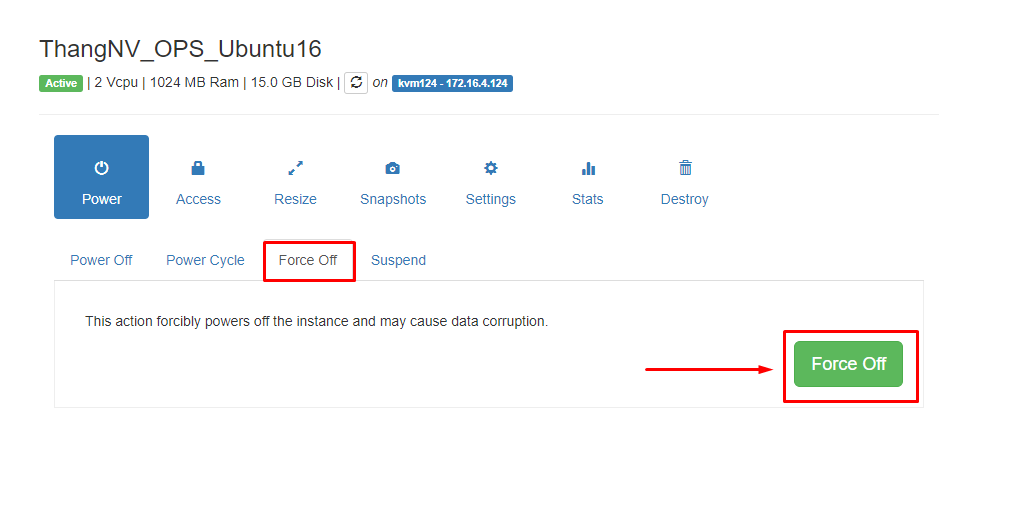 ThangNV_OPS_Ubuntu16
Active | 2 Vcpu | 1024 MB Ram | 15.0 GB Disk | on kvm124 - 172.16.4.124
Power Access Resize Snapshots Settings Stats Destroy
Power Off Power Cycle Force Off Suspend
This action forcibly powers off the instance and may cause data corruption.
Force Off